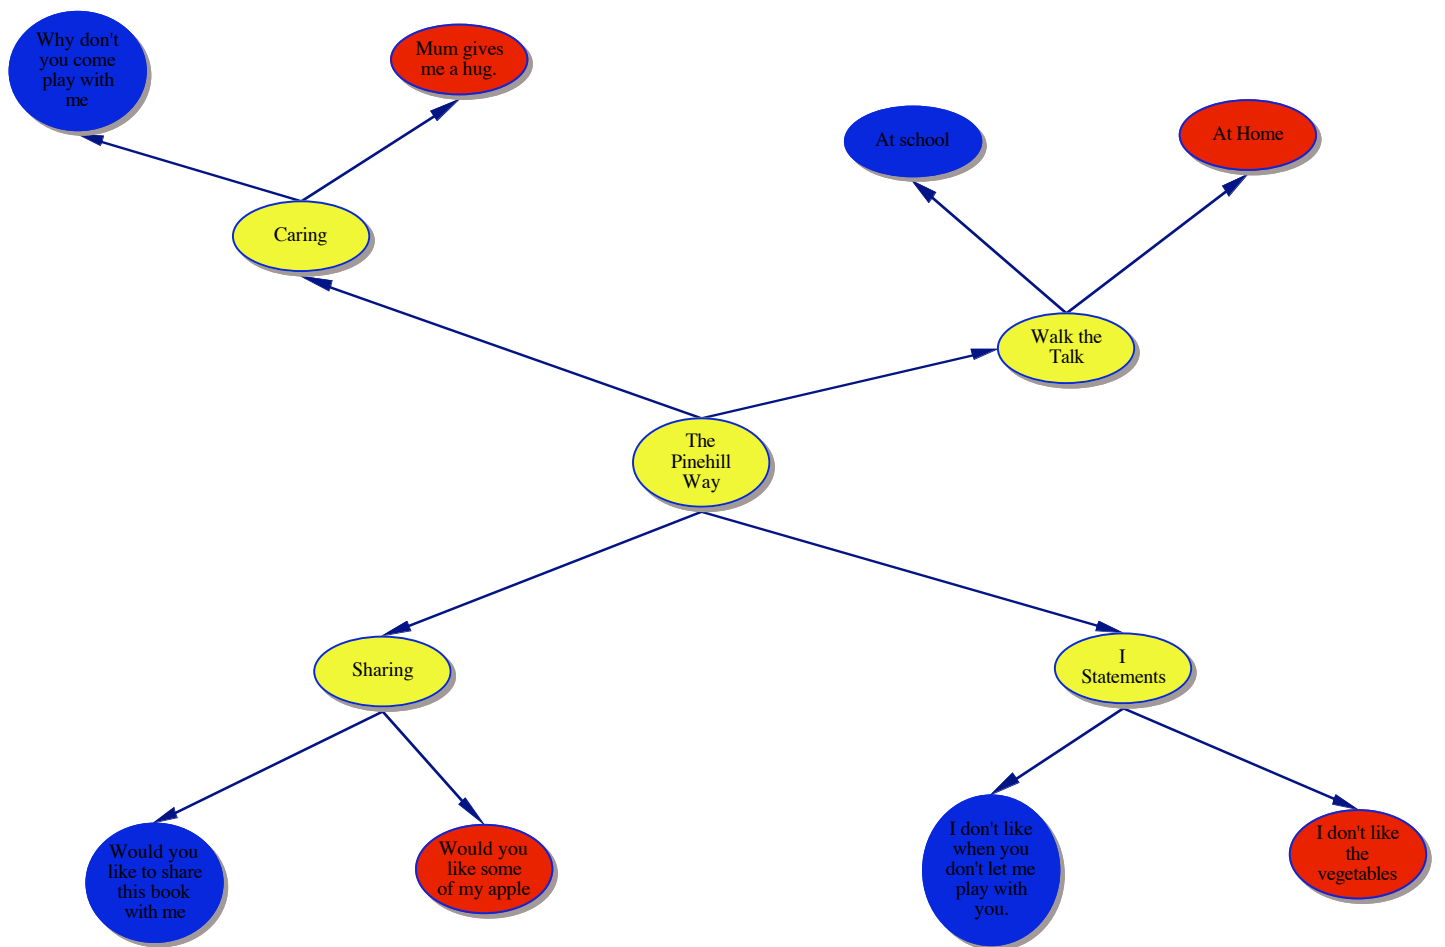 Why don't
you come
play with
me
Mum gives
me a hug.
At school
At Home
Caring
Walk the
Talk
The
Pinehill
Way
Sharing
I
Statements
Would you
like to share
this book
with me
Would you
like some
of my apple
I don't like
when you
don't let me
play with
you.
I don't like
the
vegetables